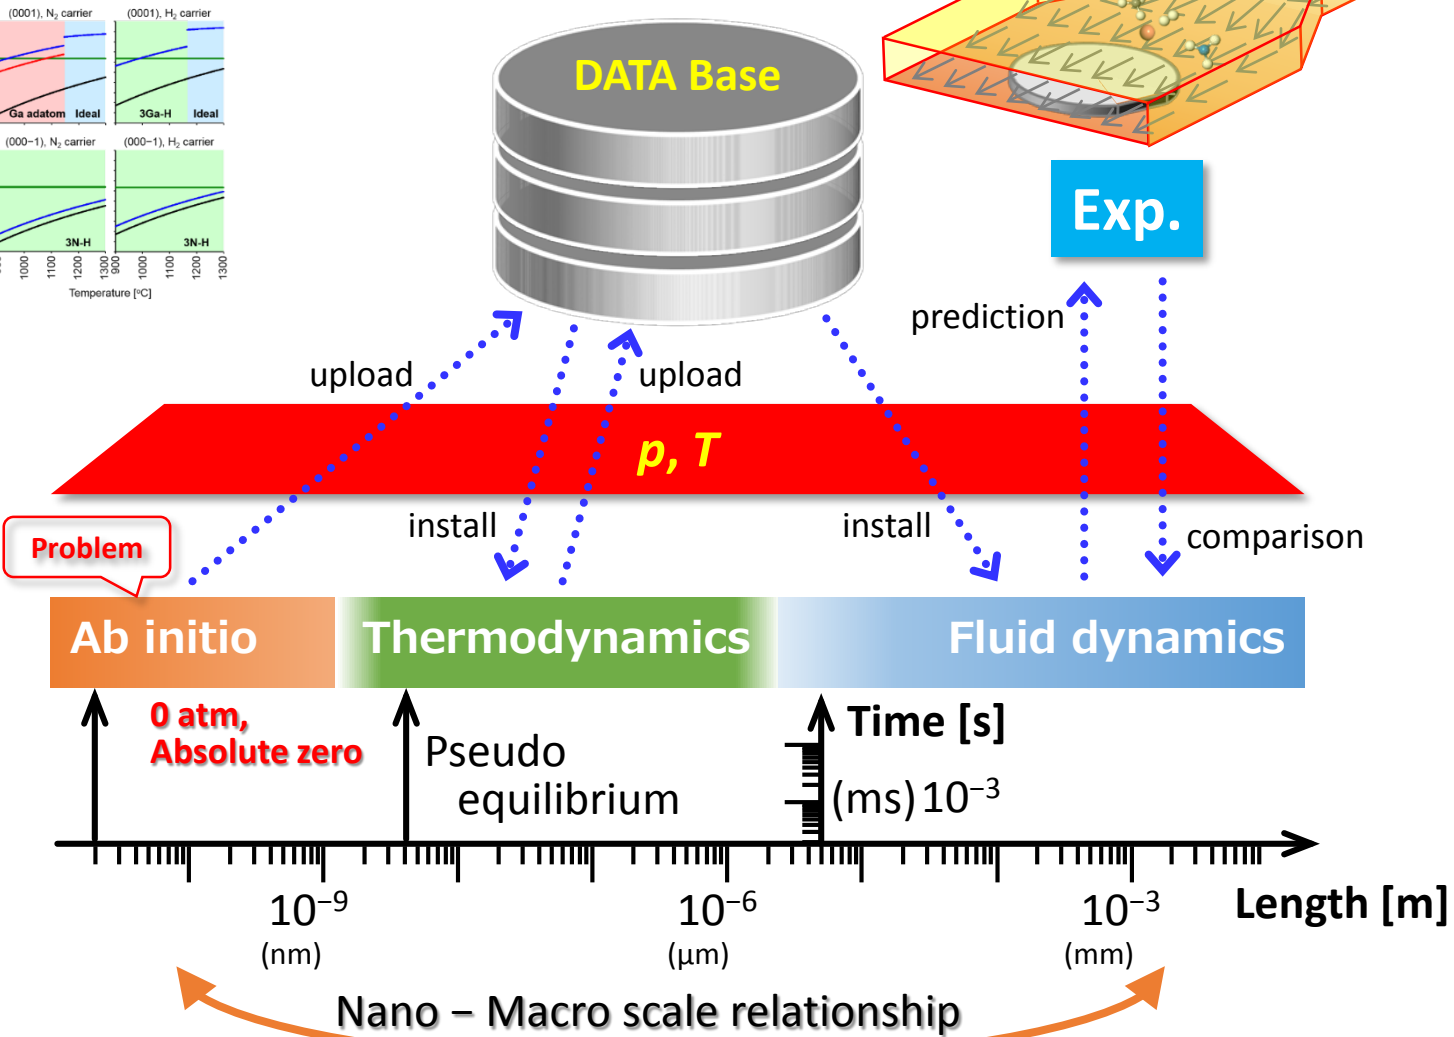 (0001), N₂ carrier
(0001), H₂ carrier
Ga adatom
Ideal
3Ga-H
Ideal
(000−1), N₂ carrier
(000−1), H₂ carrier
3N-H
3N-H
1000
1100
1200
1300
900
1000
1100
1200
1300
Temperature [°C]
DATA Base
Exp.
prediction
upload
upload
p, T
install
install
comparison
Problem
Ab initio
Thermodynamics
Fluid dynamics
0 atm,
Absolute zero
Pseudo
equilibrium
Time [s]
(ms) 10⁻³
10⁻⁹
(nm)
10⁻⁶
(μm)
10⁻³
(mm)
Length [m]
Nano − Macro scale relationship